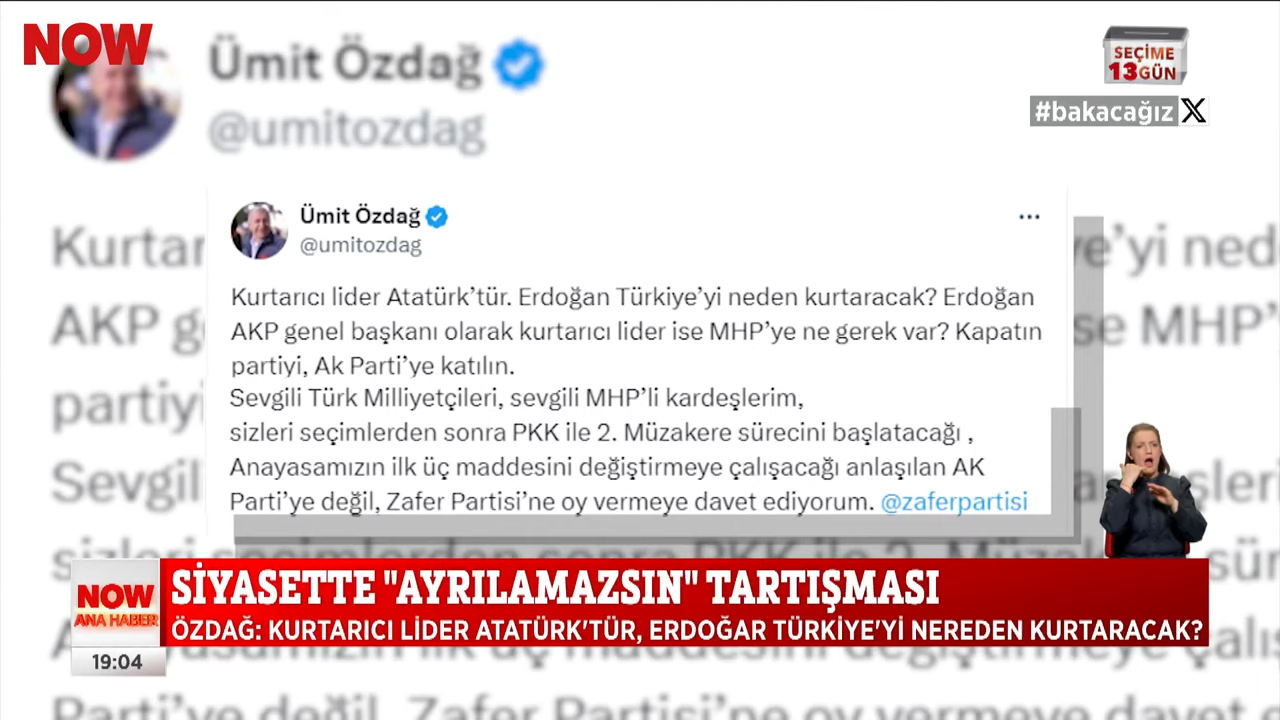 NOW
Ümit Özdağ
@umitozdag
SEÇİME
13GÜN
#bakacağız X
Ümit Özdağ
@umitozdag
Kurtarıcı lider Atatürk’tür. Erdoğan Türkiye’yi neden kurtaracak? Erdoğan
AKP genel başkanı olarak kurtarıcı lider ise MHP’ye ne gerek var? Kapatın
partiyi, Ak Parti’ye katılın.
Sevgili Türk Milliyetçileri, sevgili MHP’li kardeşlerim,
sizleri seçimlerden sonra PKK ile 2. Müzakere sürecini başlatacağı ,
Anayasamızın ilk üç maddesini değiştirmeye çalışacağı anlaşılan AK
Parti’ye değil, Zafer Partisi’ne oy vermeye davet ediyorum. @zaferpartisi
NOW
ANA HABER
19:04
SİYASETTE "AYRILAMAZSIN" TARTIŞMASI
ÖZDAĞ: KURTARICI LİDER ATATÜRK'TÜR, ERDOĞAR TÜRKİYE'Yİ NEREDEN KURTARACAK?